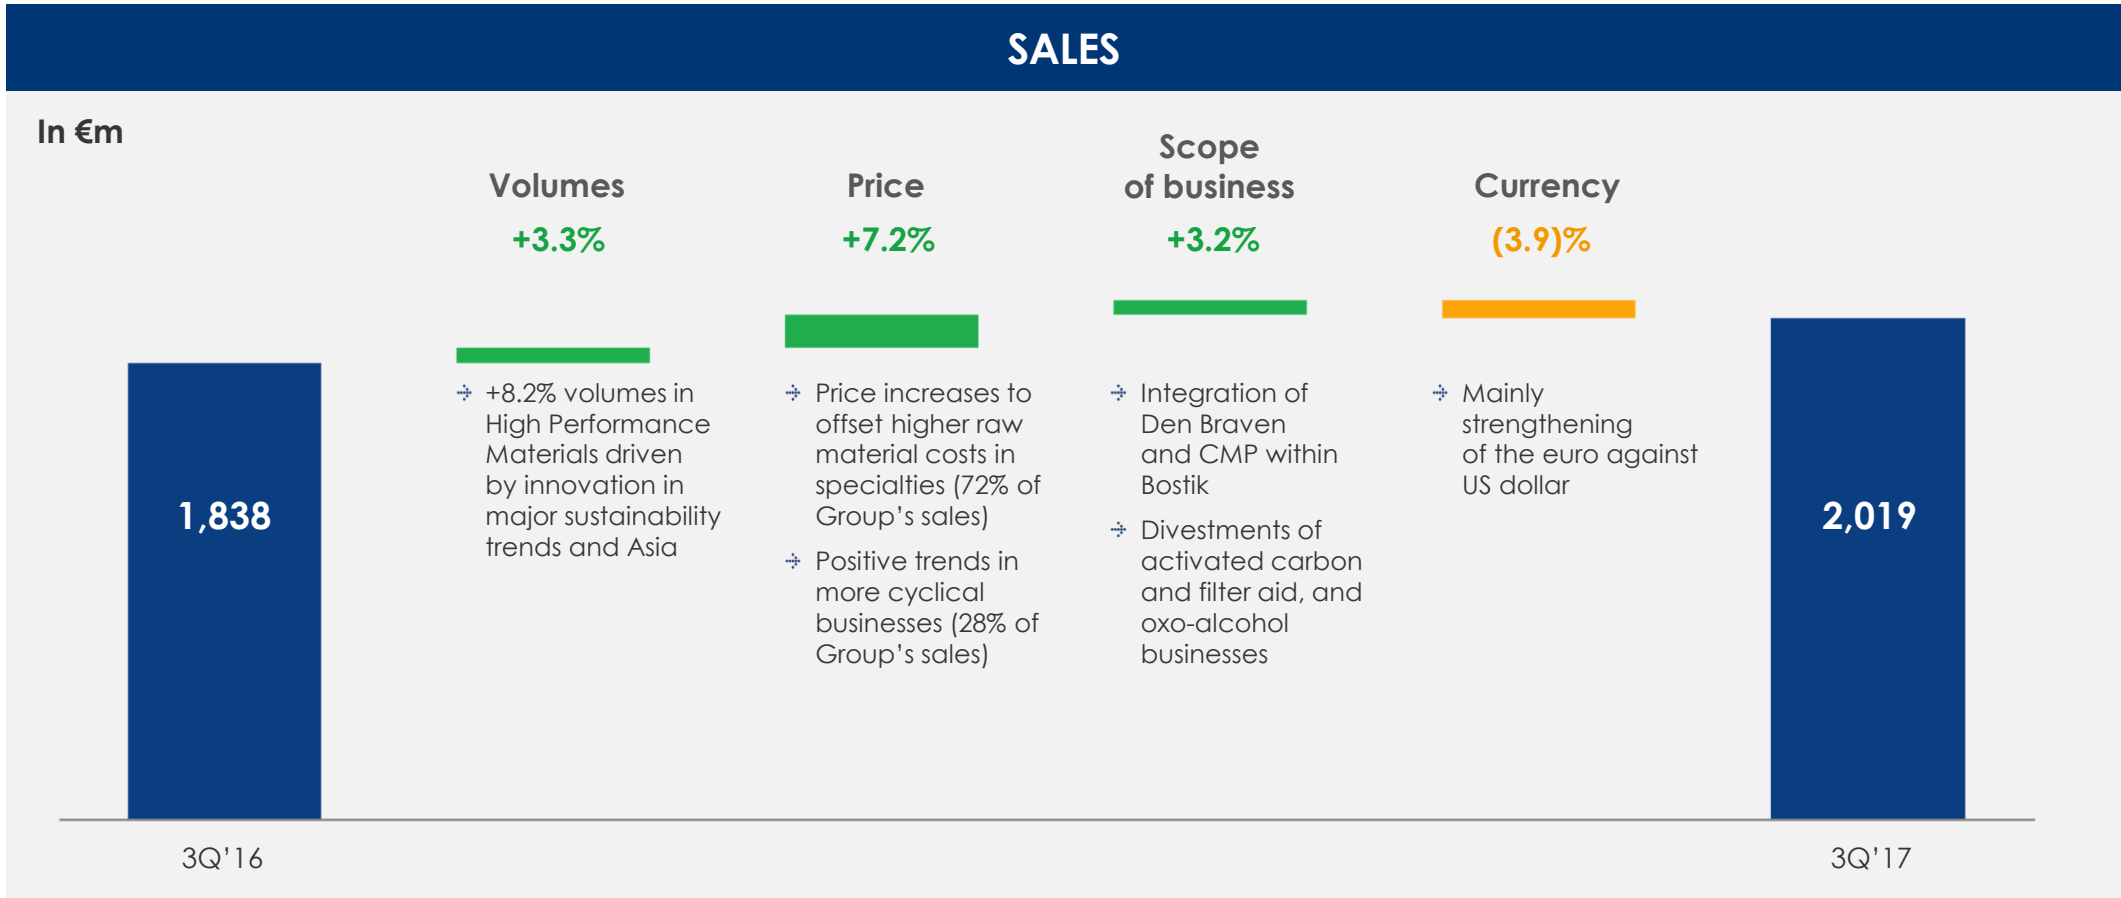 SALES
In €m
Volumes
+3.3%
+8.2% volumes in
High Performance
Materials driven
by innovation in
major sustainability
trends and Asia
Price
+7.2%
Price increases to
offset higher raw
material costs in
specialties (72% of
Group’s sales)
Positive trends in
more cyclical
businesses (28% of
Group’s sales)
Scope
of business
+3.2%
Integration of
Den Braven
and CMP within
Bostik
Divestments of
activated carbon
and filter aid, and
oxo-alcohol
businesses
Currency
(3.9)%
Mainly
strengthening
of the euro against
US dollar
1,838
2,019
3Q’16
3Q’17